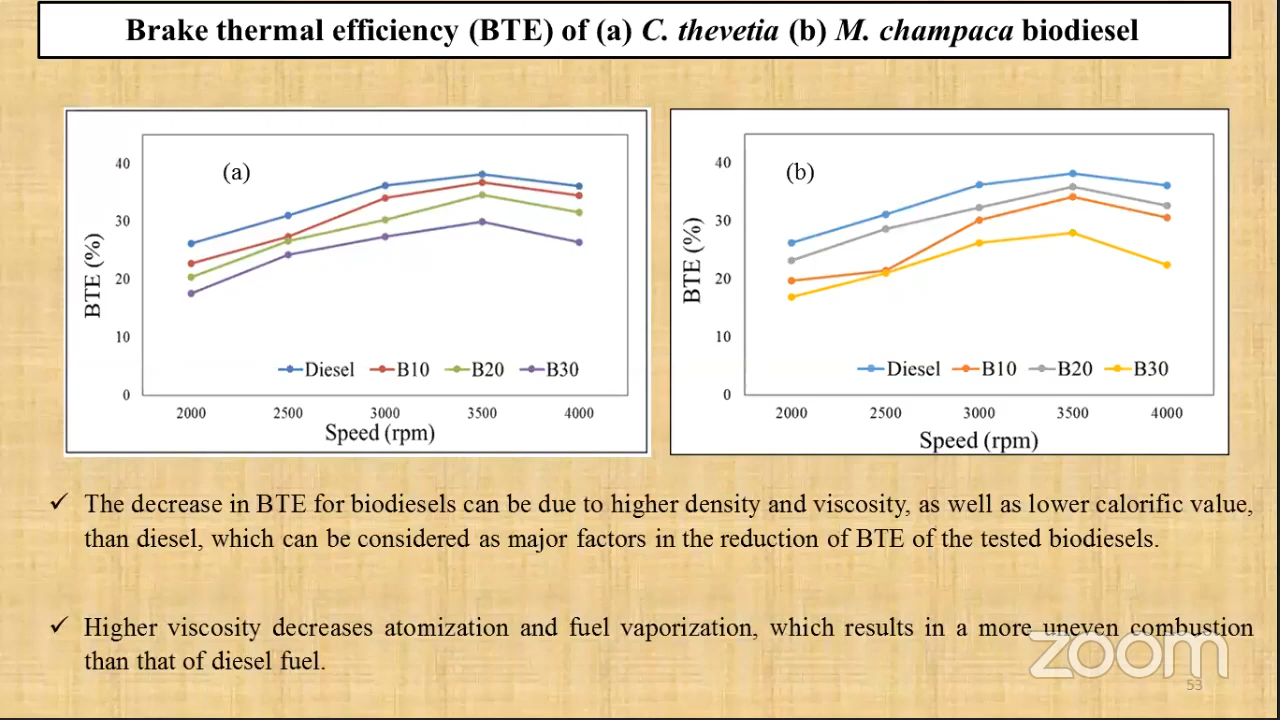 Brake thermal efficiency (BTE) of (a) C. thevetia (b) M. champaca biodiesel
(a)
40
30
20
10
0
BTE (%)
Diesel B10 B20 B30
2000 2500 3000 3500 4000
Speed (rpm)
(b)
40
30
20
10
0
BTE (%)
Diesel B10 B20 B30
2000 2500 3000 3500 4000
Speed (rpm)
✓ The decrease in BTE for biodiesels can be due to higher density and viscosity, as well as lower calorific value,
than diesel, which can be considered as major factors in the reduction of BTE of the tested biodiesels.
✓ Higher viscosity decreases atomization and fuel vaporization, which results in a more uneven combustion
than that of diesel fuel.
zoom
53